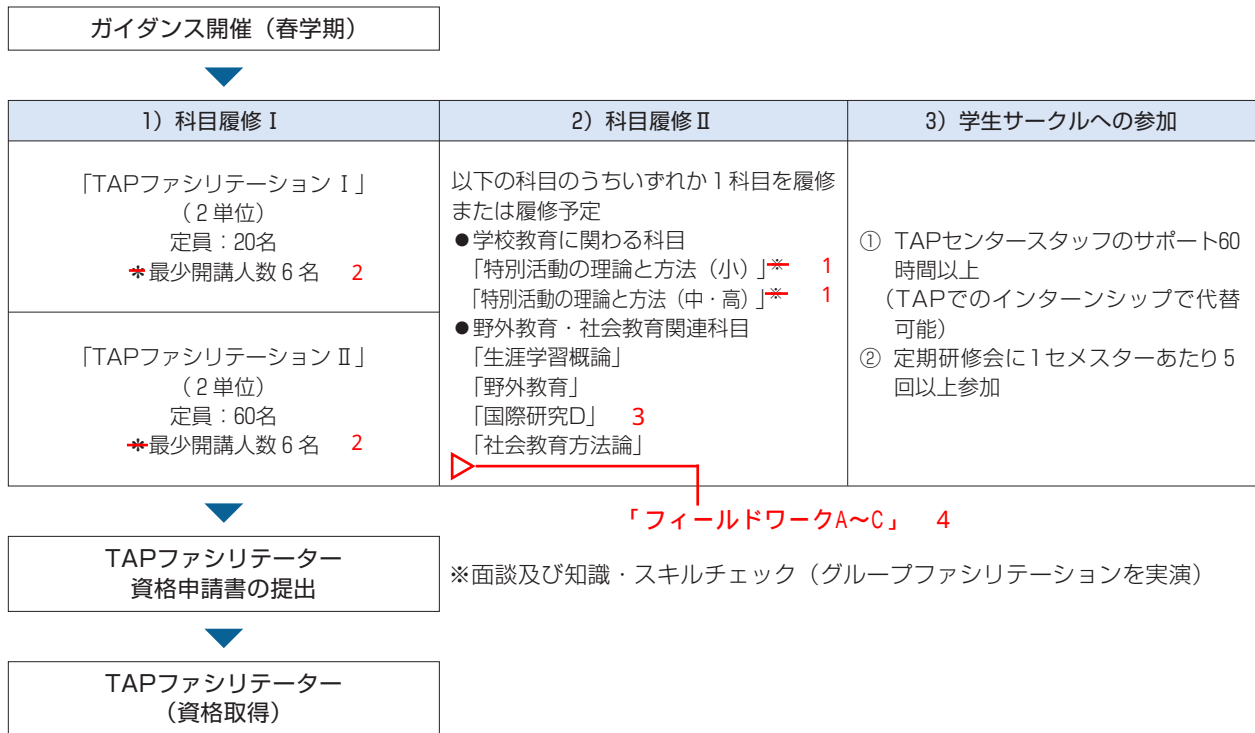 ガイダンス開催（春学期）
1）科目履修Ⅰ
2）科目履修Ⅱ
3）学生サークルへの参加
「TAPファシリテーション Ⅰ」
（２単位）
定員：20名
＊最少開講人数６名 2
「TAPファシリテーション Ⅱ」
（２単位）
定員：60名
＊最少開講人数６名 2
以下の科目のうちいずれか１科目を履修
または履修予定
●学校教育に関わる科目
「特別活動の理論と方法（小）」※ 1
「特別活動の理論と方法（中・高）」※ 1
●野外教育・社会教育関連科目
「生涯学習概論」
「野外教育」
「国際研究D」 3
「社会教育方法論」
① TAPセンタースタッフのサポート60
時間以上
（TAPでのインターンシップで代替
可能）
② 定期研修会に１セメスターあたり５
回以上参加
「フィールドワークA〜C」 4
TAPファシリテーター
資格申請書の提出
※面談及び知識・スキルチェック（グループファシリテーションを実演）
TAPファシリテーター
（資格取得）